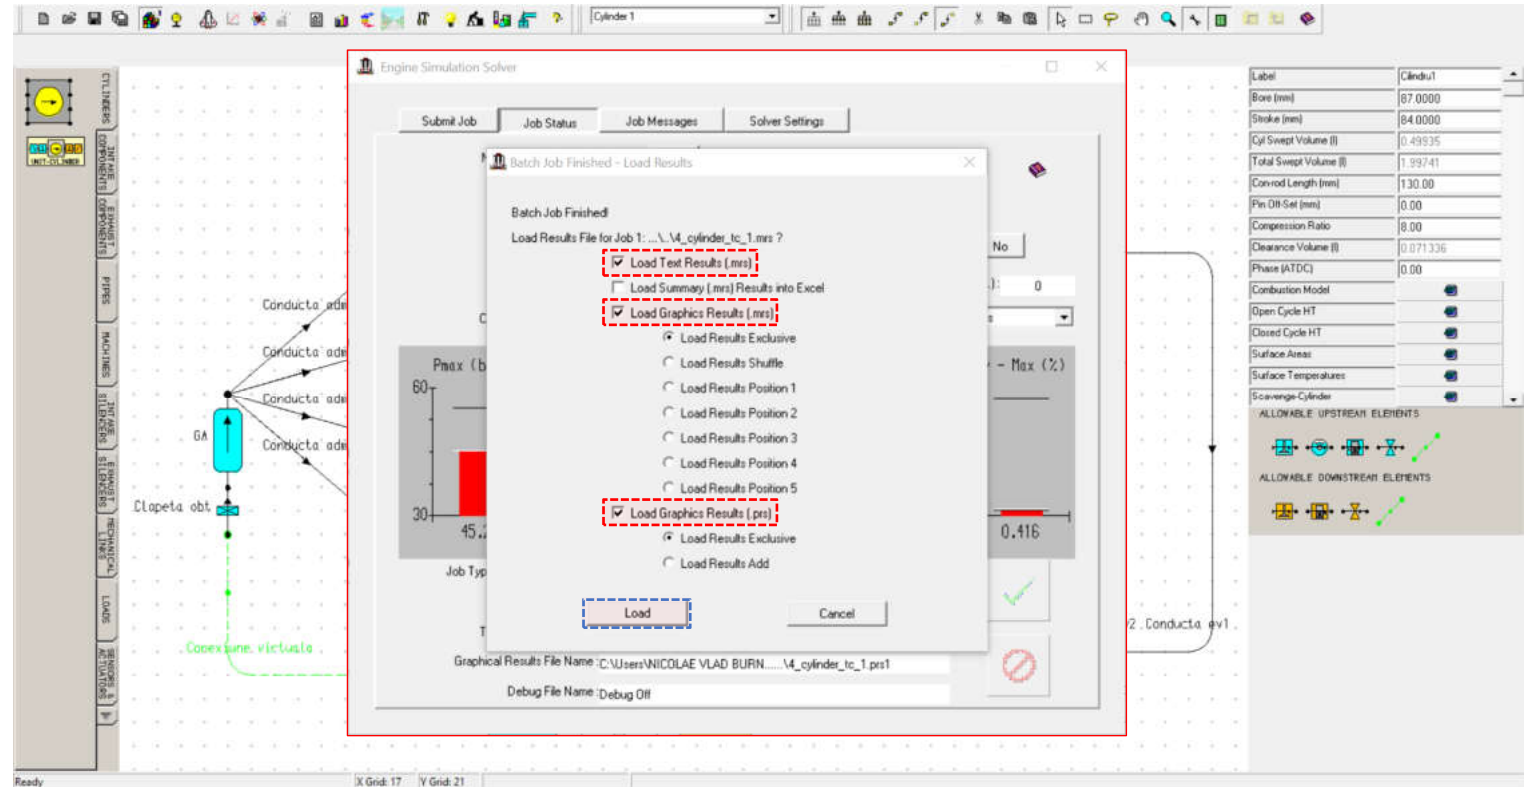 Cylinder 1
Engine Simulation Solver
Submit Job
Job Status
Job Messages
Solver Settings
Batch Job Finished - Load Results
Batch Job Finished!
Load Results File for Job 1: ...\..\4_cylinder_tc_1.mrs ?
Load Text Results (.mrs)
Load Summary (.mrs) Results into Excel
Load Graphics Results (.mrs)
Load Results Exclusive
Load Results Shuffle
Load Results Position 1
Load Results Position 2
Load Results Position 3
Load Results Position 4
Load Results Position 5
Load Graphics Results (.prs)
Load Results Exclusive
Load Results Add
Load
Cancel
No
0
Pmax (b
- Max (%)
60
30
45.
0.416
Job Typ
Graphical Results File Name :
C:\Users\NICOLAE VLAD BURN......\4_cylinder_tc_1.prs1
Debug File Name :
Debug Off
CYLINDERS
INTAKE COMPONENTS
EXHAUST COMPONENTS
PIPES
MACHINES
INTAKE SILENCERS
EXHAUST SILENCERS
MECHANICAL LINKS
LOADS
SENSORS & ACTUATORS
UNIT-CYLINDER
Conducta adm
Conducta adm
Conducta adm
Conducta adm
GA
Clapeta obt
Conexiune virtuala
2.Conducta ev1
Label
Cilindru1
Bore (mm)
87.0000
Stroke (mm)
84.0000
Cyl Swept Volume (l)
0.49935
Total Swept Volume (l)
1.99741
Con-rod Length (mm)
130.00
Pin Off-Set (mm)
0.00
Compression Ratio
8.00
Clearance Volume (l)
0.071336
Phase (ATDC)
0.00
Combustion Model
Open Cycle HT
Closed Cycle HT
Surface Areas
Surface Temperatures
Scavenge-Cylinder
ALLOWABLE UPSTREAM ELEMENTS
ALLOWABLE DOWNSTREAM ELEMENTS
Ready
X Grid: 17
Y Grid: 21